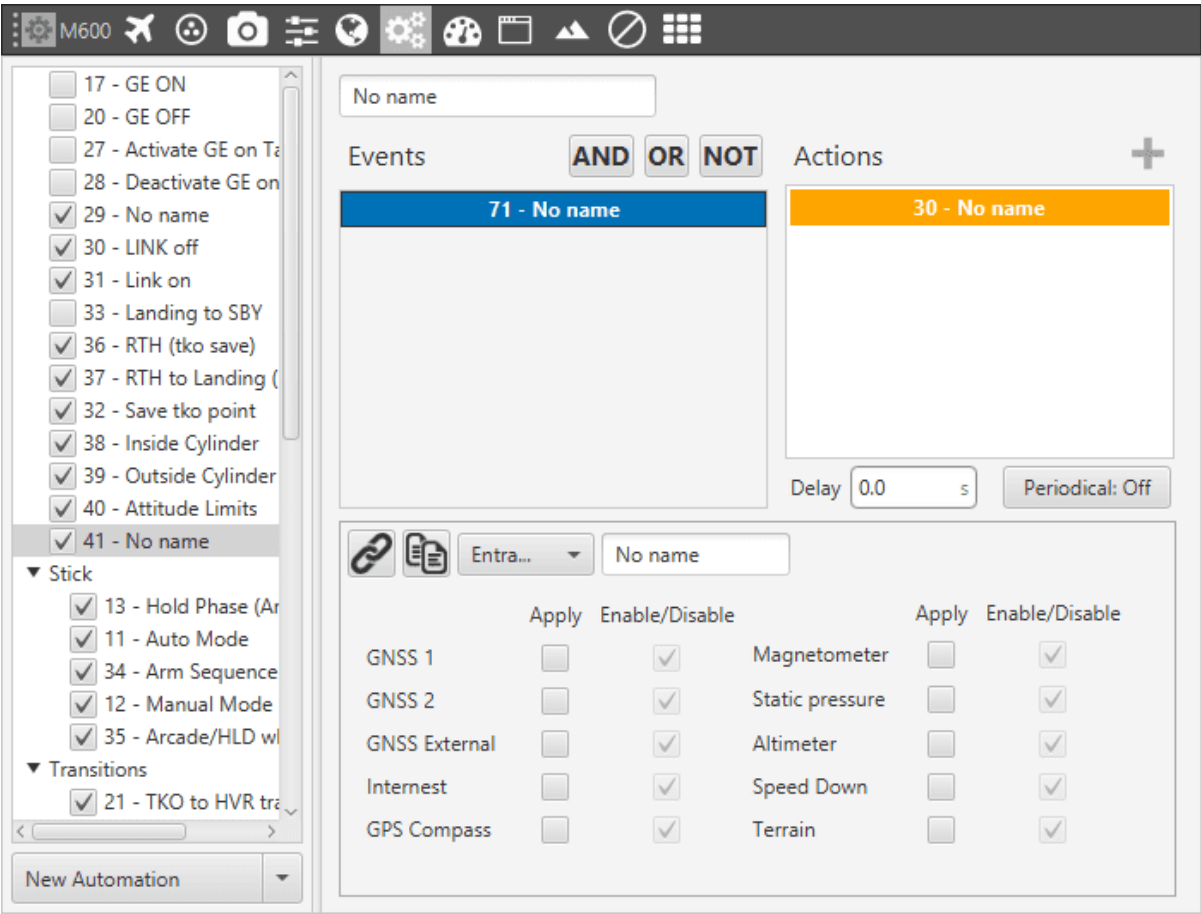 M600
17 - GE ON
20 - GE OFF
27 - Activate GE on Ta
28 - Deactivate GE on
29 - No name
30 - LINK off
31 - Link on
33 - Landing to SBY
36 - RTH (tko save)
37 - RTH to Landing (
32 - Save tko point
38 - Inside Cylinder
39 - Outside Cylinder
40 - Attitude Limits
41 - No name
Stick
13 - Hold Phase (Ar
11 - Auto Mode
34 - Arm Sequence
12 - Manual Mode
35 - Arcade/HLD wl
Transitions
21 - TKO to HVR tra
New Automation
No name
Events AND OR NOT
71 - No name
Actions
30 - No name
Delay 0.0 s Periodical: Off
Entra... No name
Apply Enable/Disable Apply Enable/Disable
GNSS 1 Magnetometer
GNSS 2 Static pressure
GNSS External Altimeter
Internest Speed Down
GPS Compass Terrain